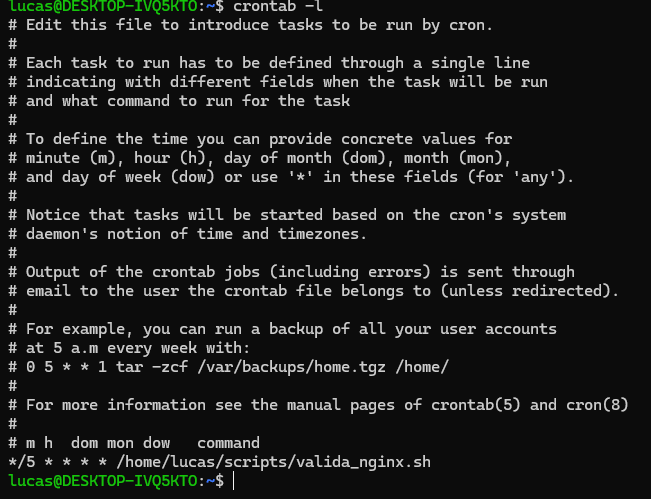 lucas@DESKTOP-IVQ5KTO:~$ crontab -l
# Edit this file to introduce tasks to be run by cron.
#
# Each task to run has to be defined through a single line
# indicating with different fields when the task will be run
# and what command to run for the task
#
# To define the time you can provide concrete values for
# minute (m), hour (h), day of month (dom), month (mon),
# and day of week (dow) or use '*' in these fields (for 'any').
#
# Notice that tasks will be started based on the cron's system
# daemon's notion of time and timezones.
#
# Output of the crontab jobs (including errors) is sent through
# email to the user the crontab file belongs to (unless redirected).
#
# For example, you can run a backup of all your user accounts
# at 5 a.m every week with:
# 0 5 * * 1 tar -zcf /var/backups/home.tgz /home/
#
# For more information see the manual pages of crontab(5) and cron(8)
#
# m h  dom mon dow   command
*/5 * * * * /home/lucas/scripts/valida_nginx.sh
lucas@DESKTOP-IVQ5KTO:~$